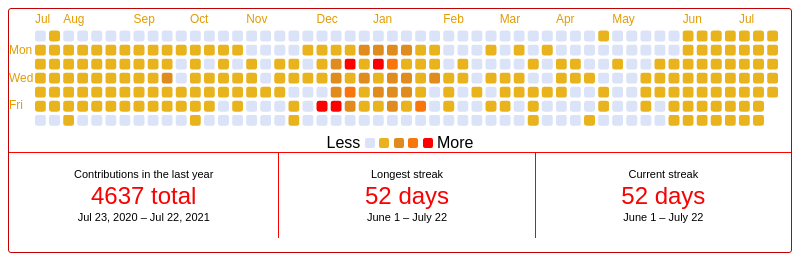 Jul Aug Sep Oct Nov Dec Jan Feb Mar Apr May Jun Jul
Mon
Wed
Fri
Less More
Contributions in the last year
4637 total
Jul 23, 2020 – Jul 22, 2021
Longest streak
52 days
June 1 – July 22
Current streak
52 days
June 1 – July 22